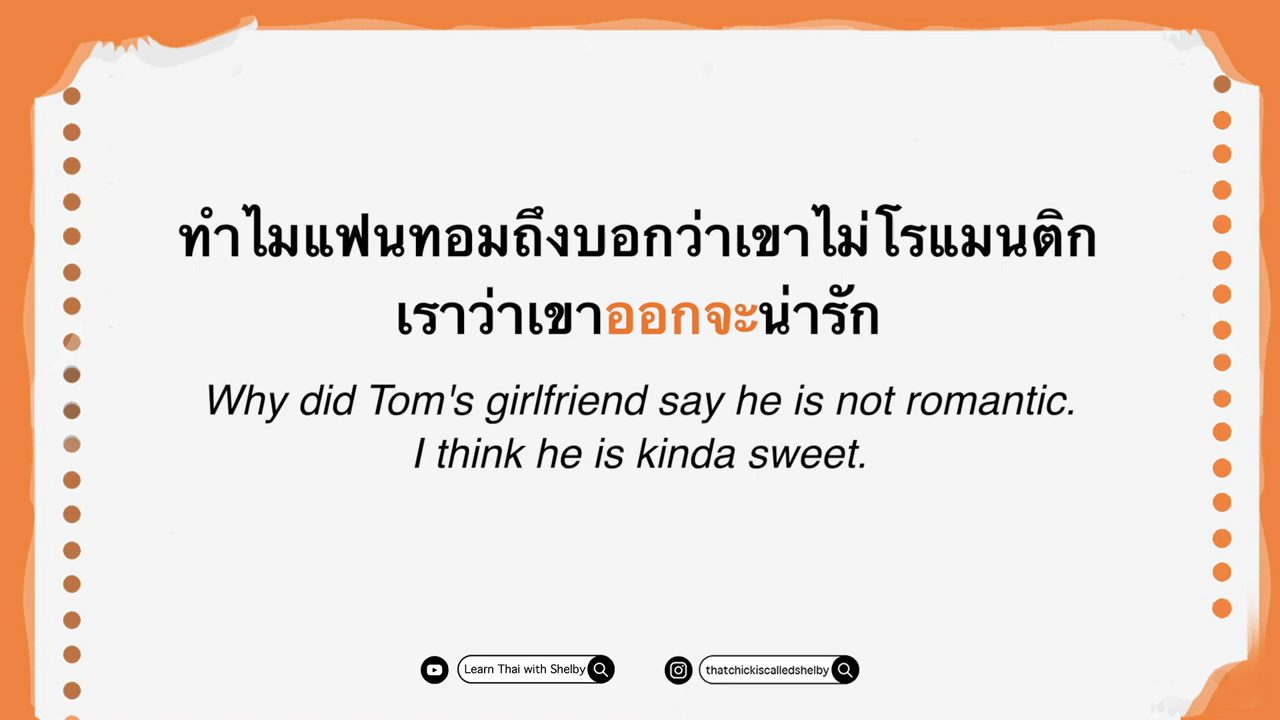 ทำไมแฟนทอมถึงบอกว่าเขาไม่โรแมนติก
เราว่าเขาออกจะน่ารัก
Why did Tom's girlfriend say he is not romantic.
I think he is kinda sweet.
Learn Thai with Shelby
thatchickiscalledshelby